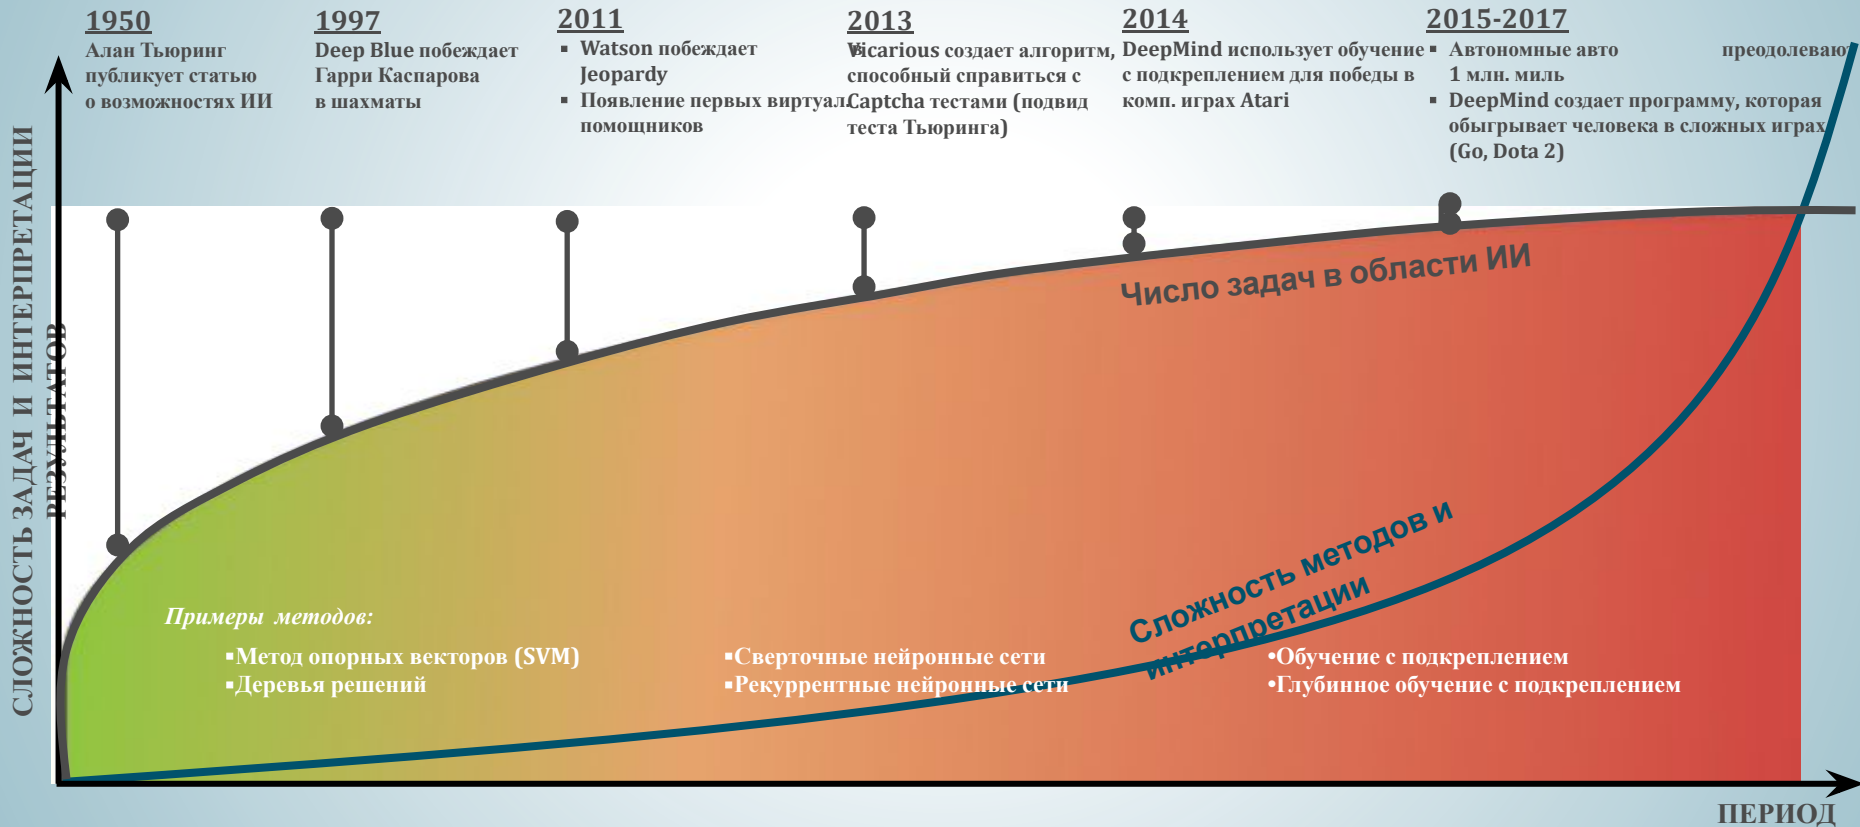 1950
Алан Тьюринг
публикует статью
о возможностях ИИ
1997
Deep Blue побеждает
Гарри Каспарова
в шахматы
2011
▪ Watson побеждает
Jeopardy
▪ Появление первых виртуал.
помощников
2013
Vicarious создает алгоритм,
способный справиться с
Captcha тестами (подвид
теста Тьюринга)
2014
DeepMind использует обучение
с подкреплением для победы в
комп. играх Atari
2015-2017
▪ Автономные авто преодолевают
1 млн. миль
▪ DeepMind создает программу, которая
обыгрывает человека в сложных играх
(Go, Dota 2)
СЛОЖНОСТЬ ЗАДАЧ И ИНТЕРПРЕТАЦИИ
РЕЗУЛЬТАТОВ
Число задач в области ИИ
Сложность методов и
инторпретации
Примеры методов:
▪Метод опорных векторов (SVM)
▪Деревья решений
▪Сверточные нейронные сети
▪Рекуррентные нейронные сети
•Обучение с подкреплением
•Глубинное обучение с подкреплением
ПЕРИОД